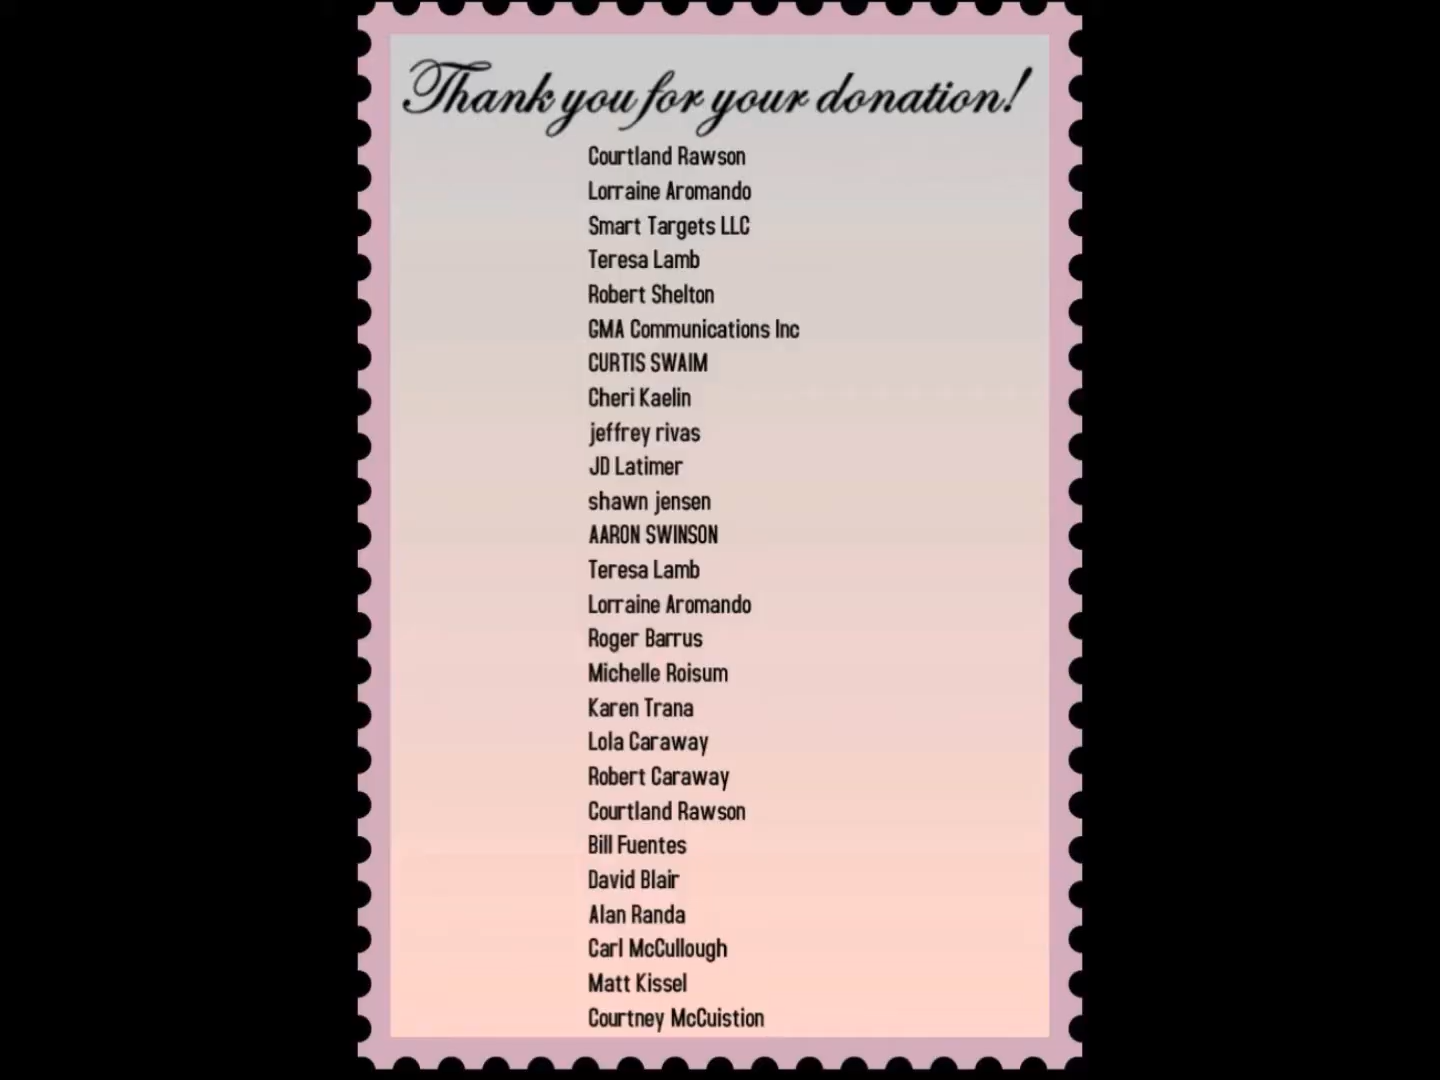 Thank you for your donation!
Courtland Rawson
Lorraine Aromando
Smart Targets LLC
Teresa Lamb
Robert Shelton
GMA Communications Inc
CURTIS SWAIM
Cheri Kaelin
jeffrey rivas
JD Latimer
shawn jensen
AARON SWINSON
Teresa Lamb
Lorraine Aromando
Roger Barrus
Michelle Roisum
Karen Trana
Lola Caraway
Robert Caraway
Courtland Rawson
Bill Fuentes
David Blair
Alan Randa
Carl McCullough
Matt Kissel
Courtney McCuistion